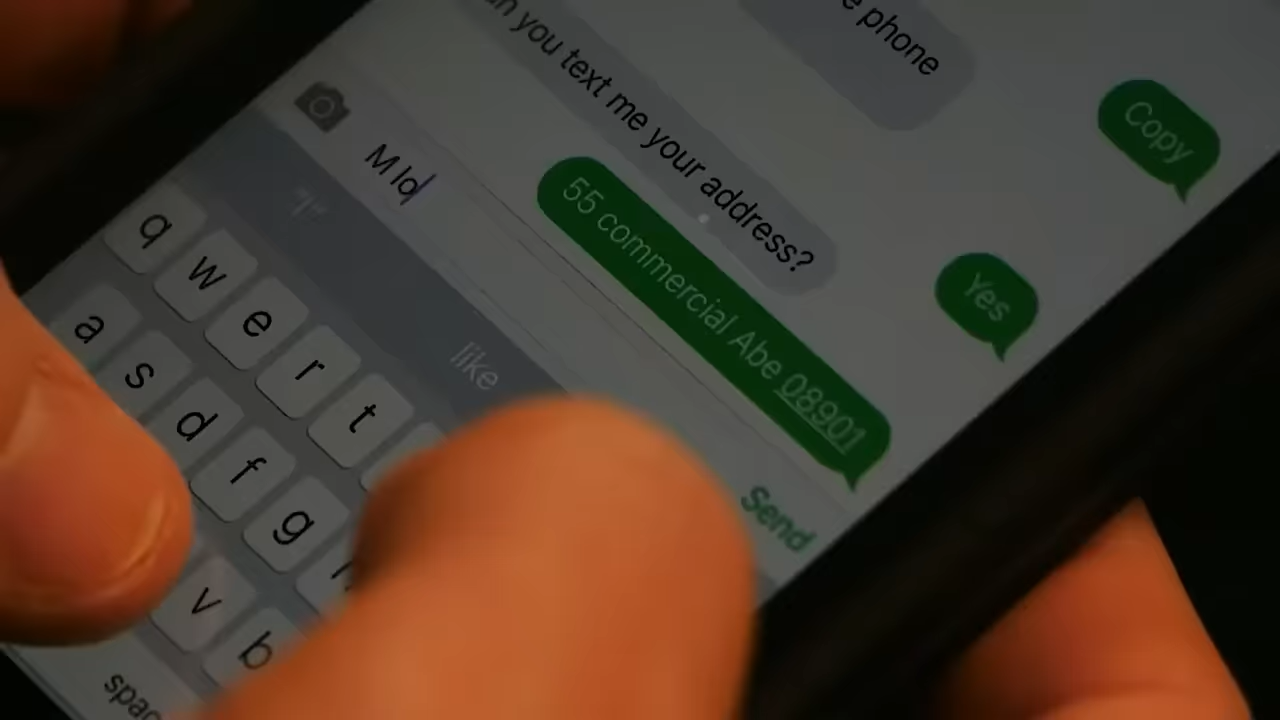 e phone
Copy
n you text me your address?
Yes
55 commercial Abe 08901
M lo
Send
like
q w e r t
a s d f g
v b
spac